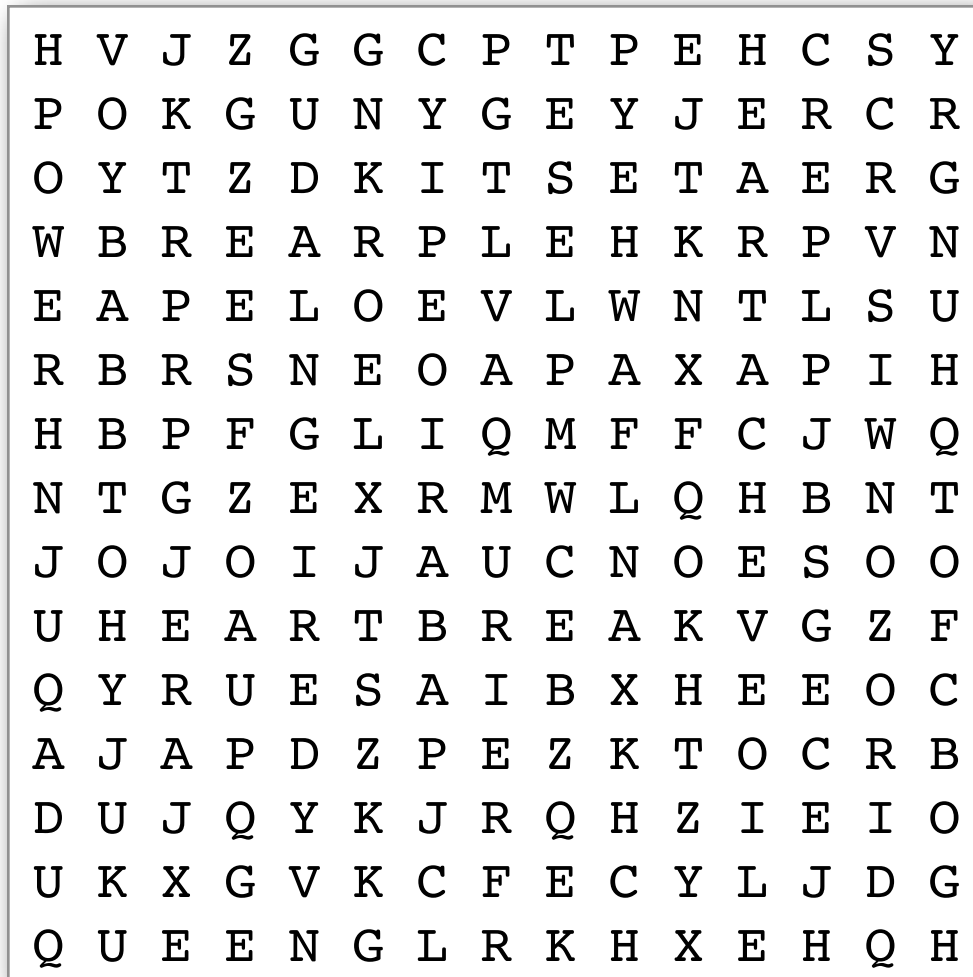 H V J Z G G C P T P E H C S Y
P O K G U N Y G E Y J E R C R
O Y T Z D K I T S E T A E R G
W B R E A R P L E H K R P V N
E A P E L O E V L W N T L S U
R B R S N E O A P A X A P I H
H B P F G L I Q M F F C J W Q
N T G Z E X R M W L Q H B N T
J O J O I J A U C N O E S O O
U H E A R T B R E A K V G Z F
Q Y R U E S A I B X H E E O C
A J A P D Z P E Z K T O C R B
D U J Q Y K J R Q H Z I E I O
U K X G V K C F E C Y L J D G
Q U E E N G L R K H X E H Q H